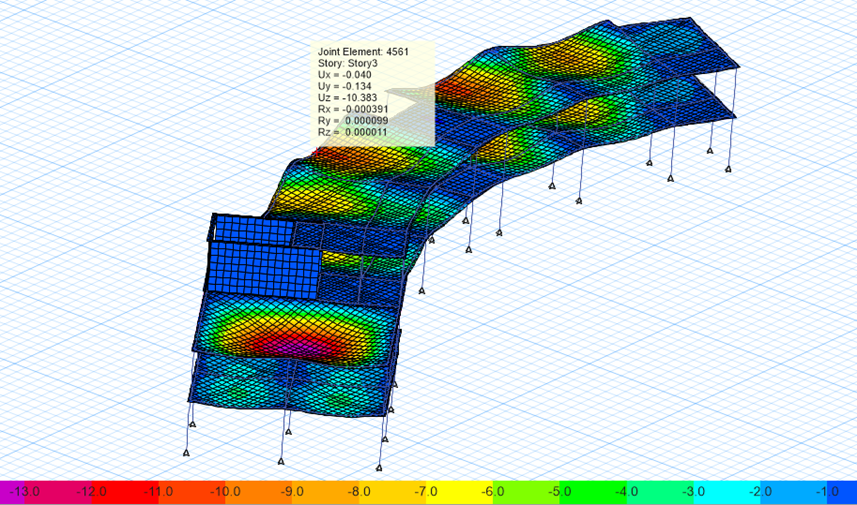 Joint Element: 4561
Story: Story3
Ux = -0.040
Uy = -0.134
Uz = -10.383
Rx = -0.000391
Ry = 0.000099
Rz = 0.000011
-13.0 -12.0 -11.0 -10.0 -9.0 -8.0 -7.0 -6.0 -5.0 -4.0 -3.0 -2.0 -1.0